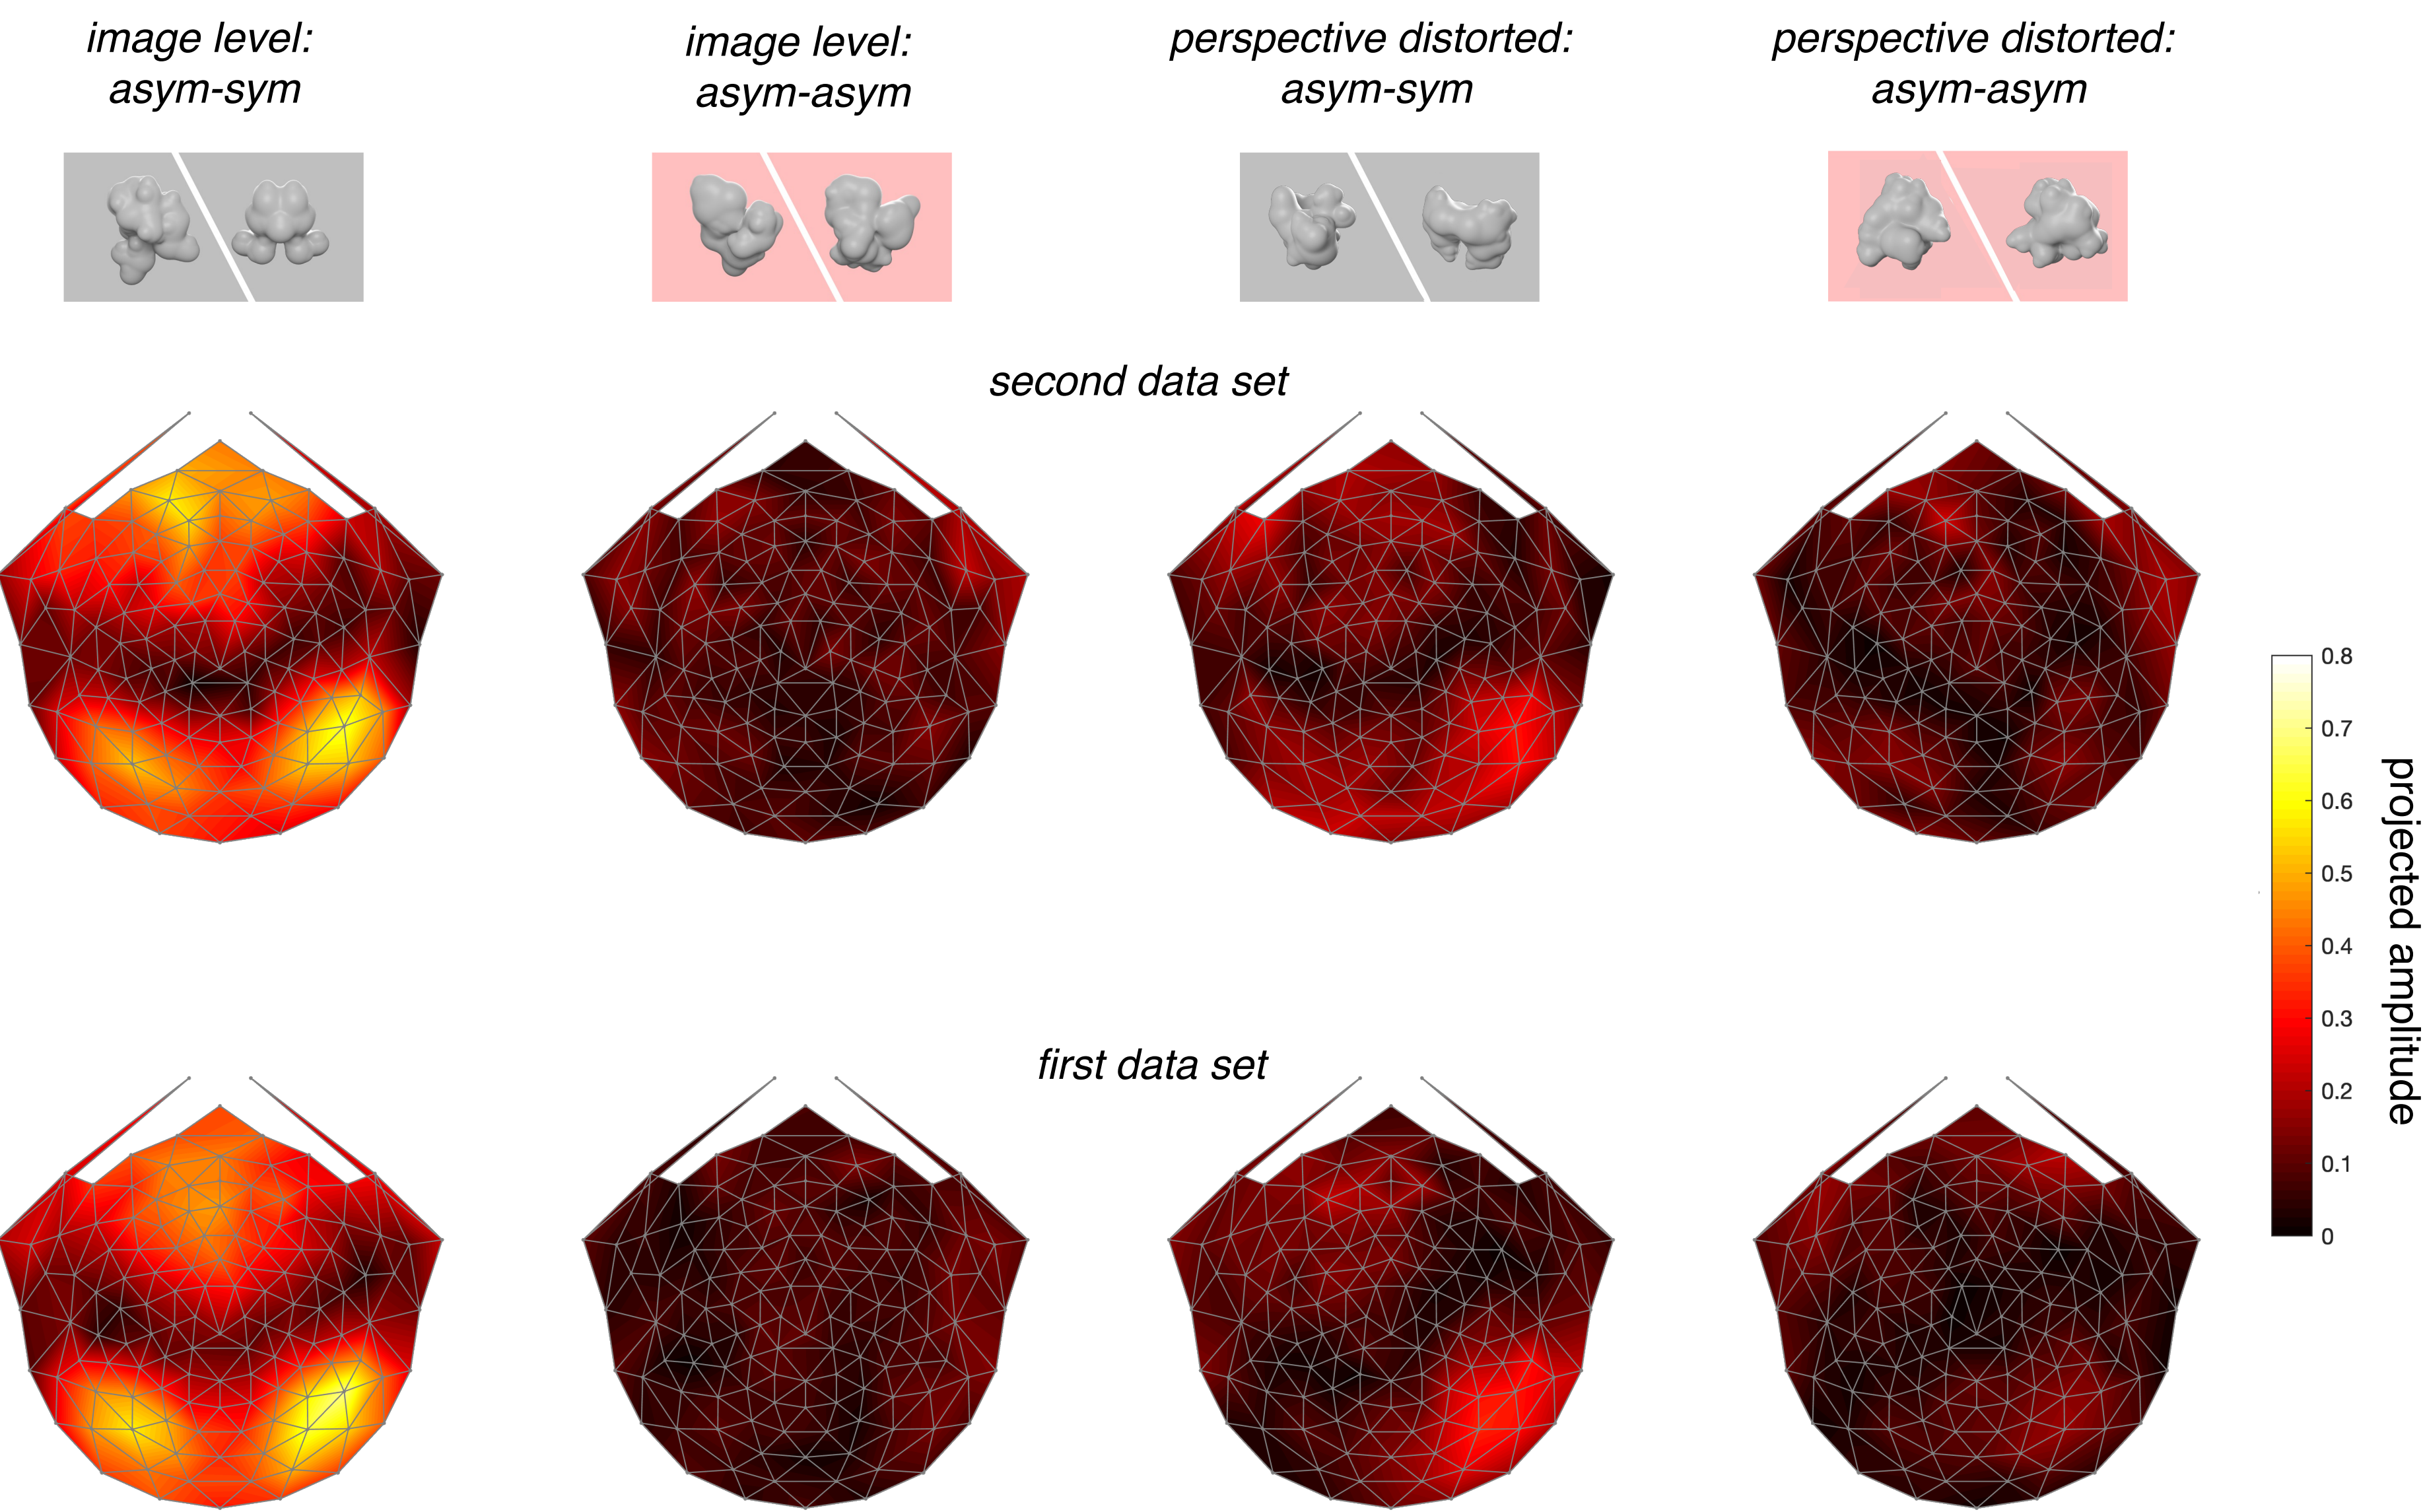 image level:
asym-sym
image level:
asym-asym
perspective distorted:
asym-sym
perspective distorted:
asym-asym
second data set
0.8
0.7
0.6
0.5
0.4
0.3
0.2
0.1
0
projected amplitude
first data set